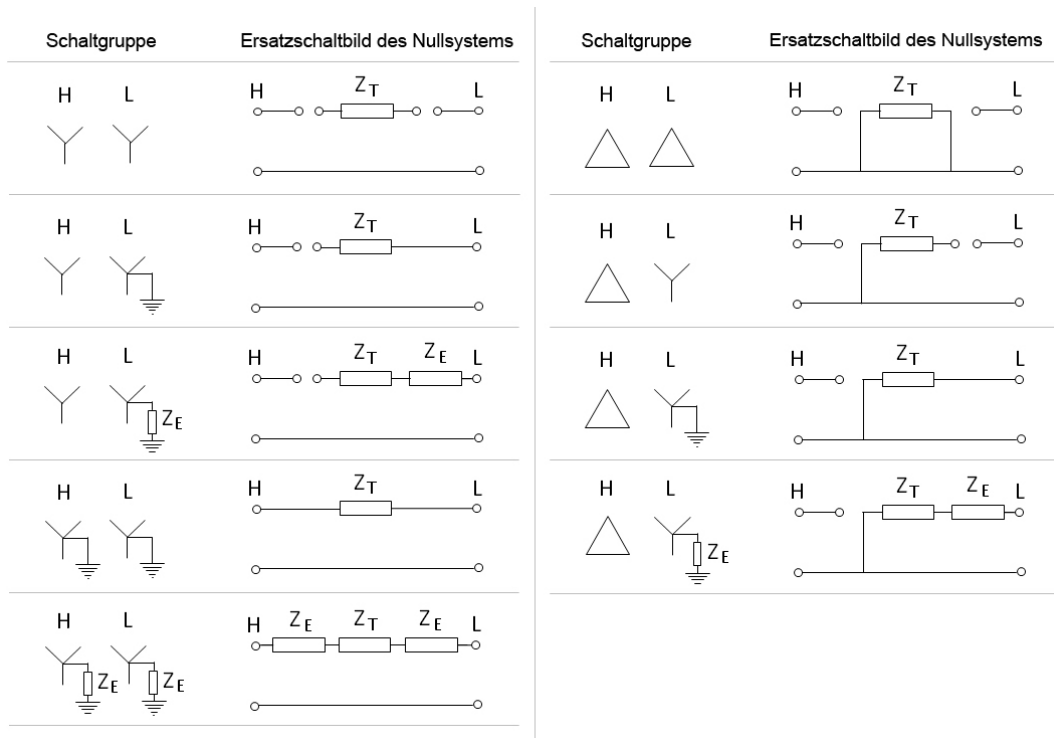 Schaltgruppe Ersatzschaltbild des Nullsystems
H L H Z_T L
H L H Z_T L
H L H Z_T Z_E L
Z_E
H L H Z_T L
H L H Z_E Z_T Z_E L
Z_E Z_E
Schaltgruppe Ersatzschaltbild des Nullsystems
H L H Z_T L
H L H Z_T L
H L H Z_T L
H L H Z_T Z_E L
Z_E